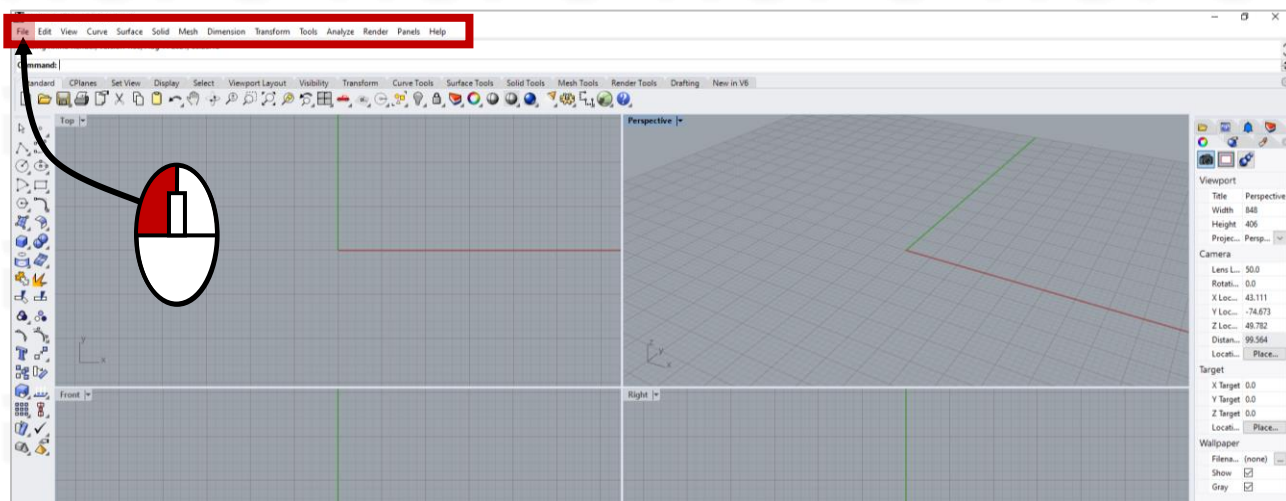 File Edit View Curve Surface Solid Mesh Dimension Transform Tools Analyze Render Panels Help
Command:
Standard CPlanes Set View Display Select Viewport Layout Visibility Transform Curve Tools Surface Tools Solid Tools Mesh Tools Render Tools Drafting New in V6
Top
Perspective
Viewport
Title Perspective
Width 848
Height 406
Projec... Persp...
Camera
Lens L... 50.0
Rotati... 0.0
X Loc... 43.111
Y Loc... -74.673
Z Loc... 49.782
Distan... 99.564
Locati... Place...
Target
X Target 0.0
Y Target 0.0
Z Target 0.0
Locati... Place...
Wallpaper
Filena... (none) ...
Show
Gray
y
x
z
y
x
Front
Right